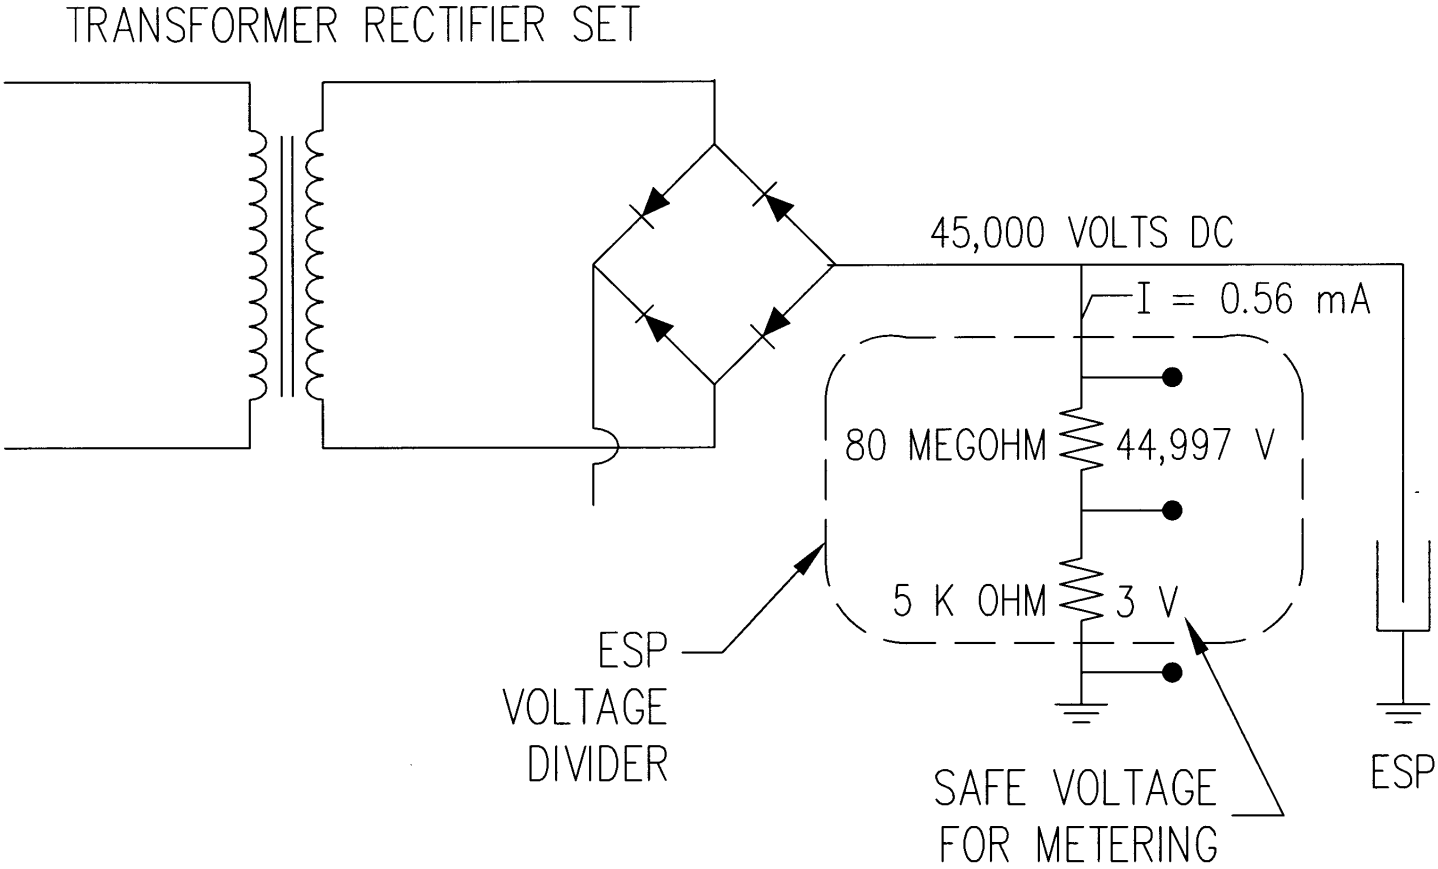 TRANSFORMER RECTIFIER SET
45,000 VOLTS DC
I = 0.56 mA
80 MEGOHM 44,997 V
5 K OHM 3 V
ESP
VOLTAGE
DIVIDER
SAFE VOLTAGE
FOR METERING
ESP